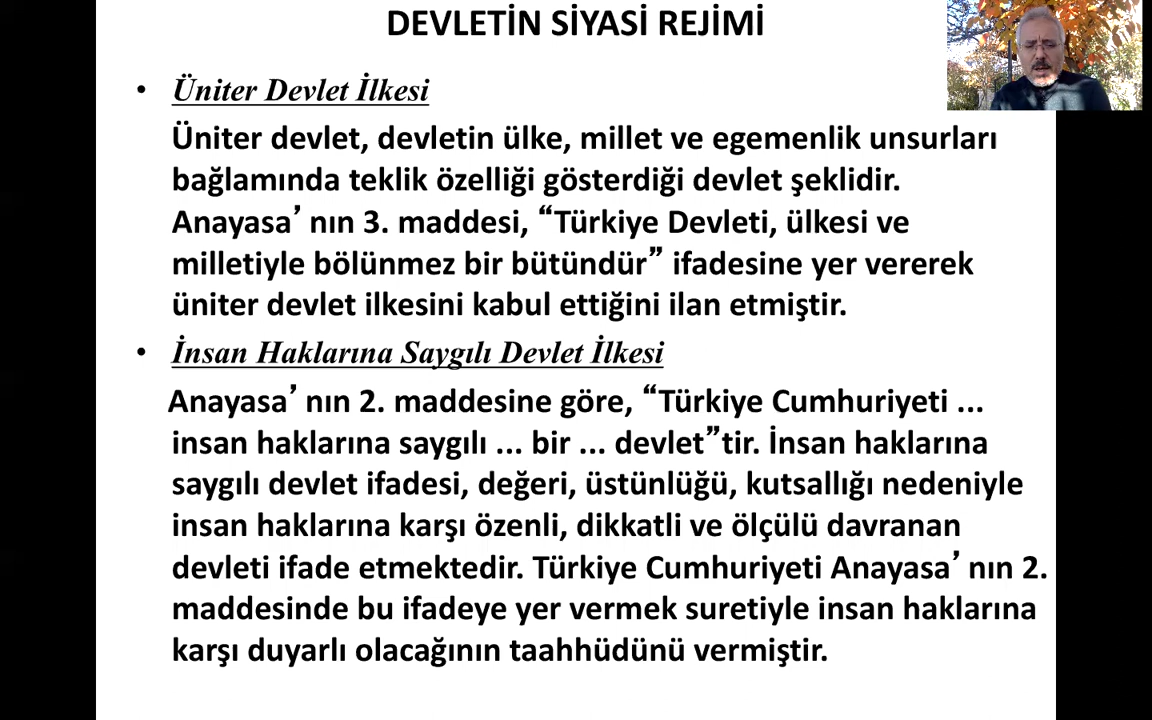 DEVLETİN SİYASİ REJİMİ
• Üniter Devlet İlkesi
Üniter devlet, devletin ülke, millet ve egemenlik unsurları
bağlamında teklik özelliği gösterdiği devlet şeklidir.
Anayasa’nın 3. maddesi, “Türkiye Devleti, ülkesi ve
milletiyle bölünmez bir bütündür” ifadesine yer vererek
üniter devlet ilkesini kabul ettiğini ilan etmiştir.
• İnsan Haklarına Saygılı Devlet İlkesi
Anayasa’nın 2. maddesine göre, “Türkiye Cumhuriyeti ...
insan haklarına saygılı ... bir ... devlet”tir. İnsan haklarına
saygılı devlet ifadesi, değeri, üstünlüğü, kutsallığı nedeniyle
insan haklarına karşı özenli, dikkatli ve ölçülü davranan
devleti ifade etmektedir. Türkiye Cumhuriyeti Anayasa’nın 2.
maddesinde bu ifadeye yer vermek suretiyle insan haklarına
karşı duyarlı olacağının taahhüdünü vermiştir.